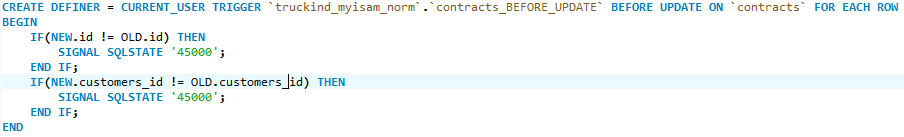 CREATE DEFINER = CURRENT_USER TRIGGER `truckind_myisam_norm`.`contracts_BEFORE_UPDATE` BEFORE UPDATE ON `contracts` FOR EACH ROW
BEGIN
    IF(NEW.id != OLD.id) THEN
        SIGNAL SQLSTATE '45000';
    END IF;
    IF(NEW.customers_id != OLD.customers_id) THEN
        SIGNAL SQLSTATE '45000';
    END IF;
END